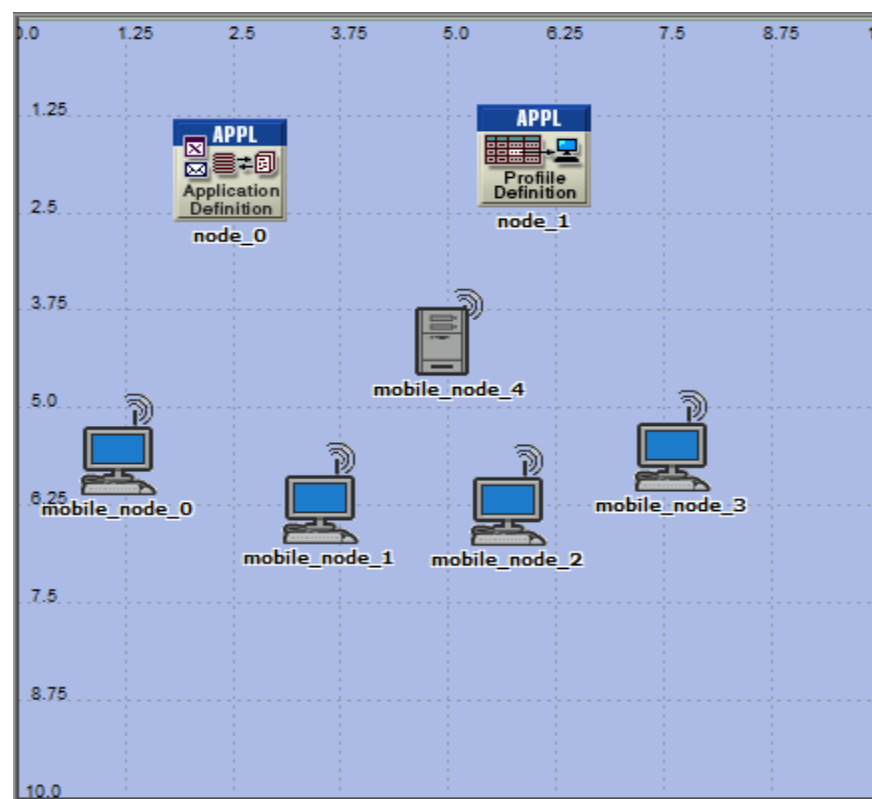 0.0 1.25 2.5 3.75 5.0 6.25 7.5 8.75 1
1.25
APPL
Application
Definition
node_0
APPL
Profiile
Definition
node_1
2.5
3.75
mobile_node_4
5.0
6.25
mobile_node_0
mobile_node_1
mobile_node_2
mobile_node_3
7.5
8.75
10.0